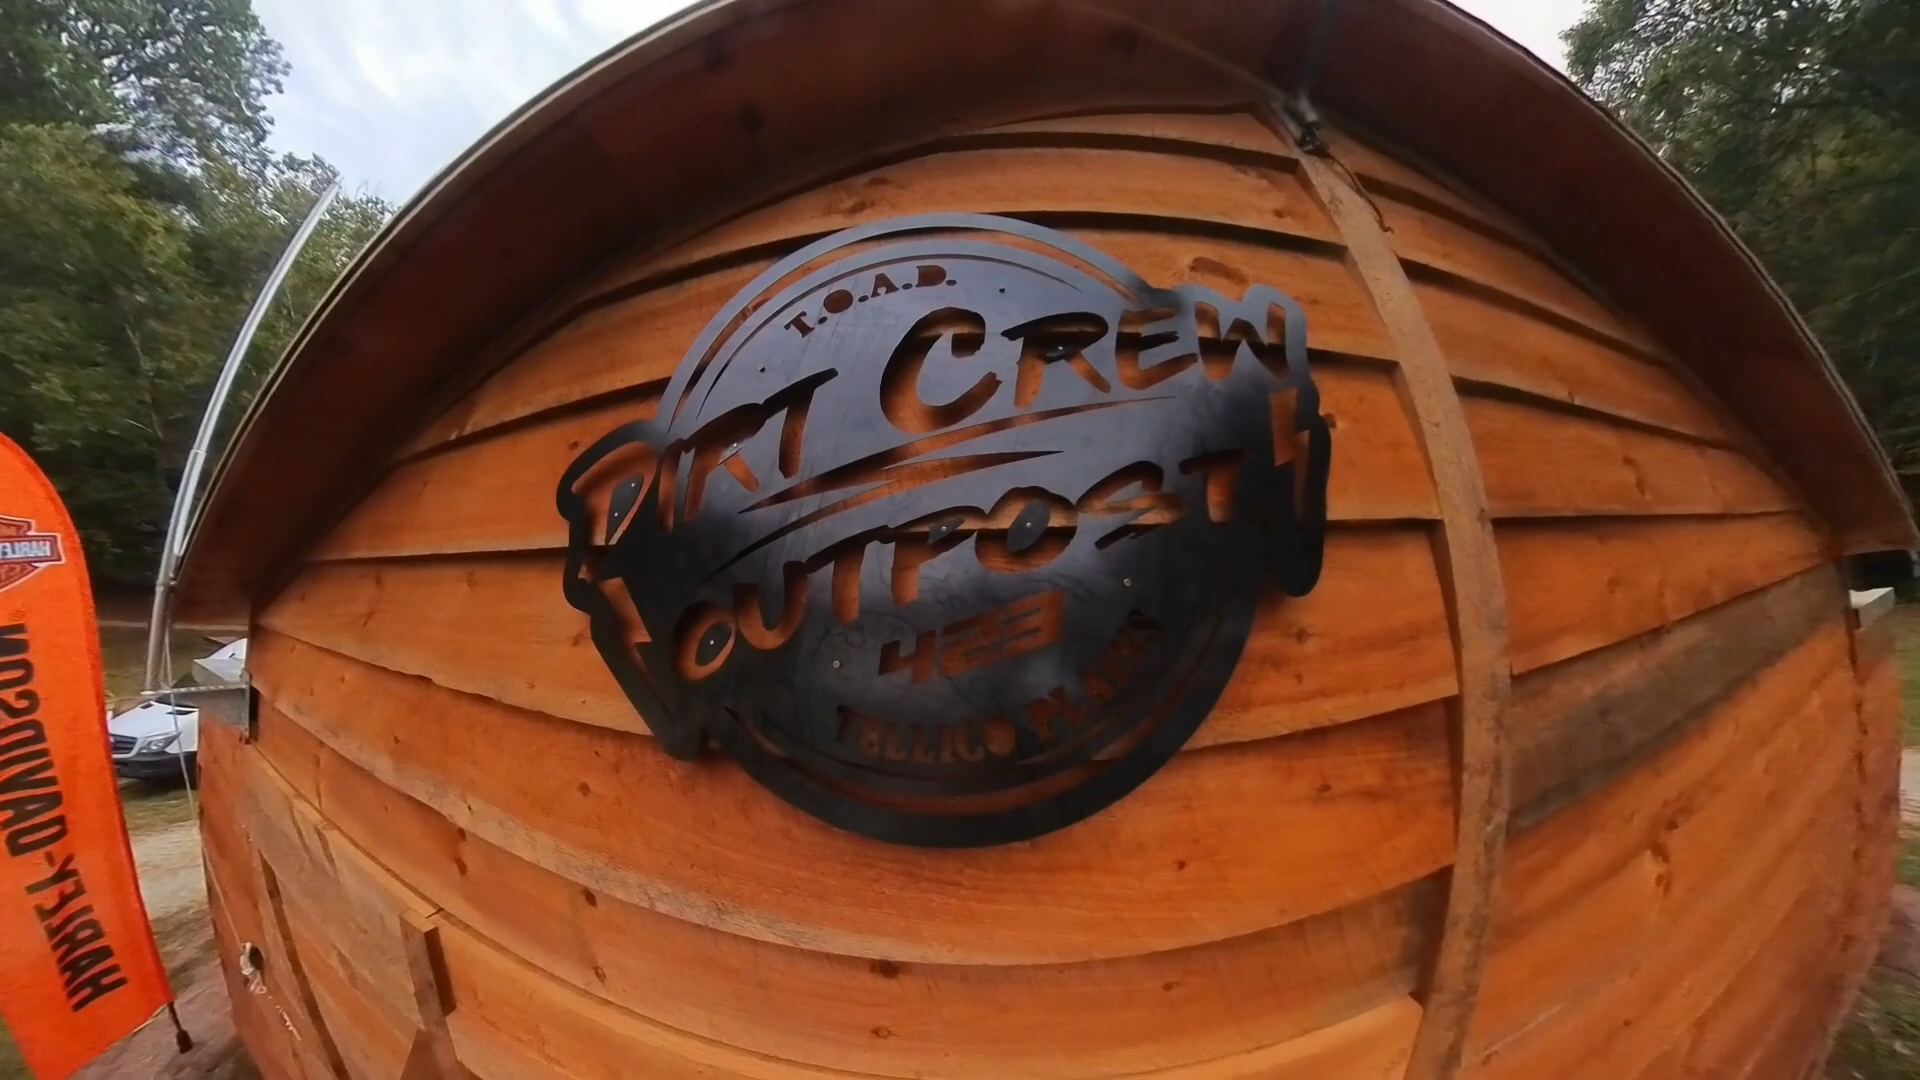 T.O.A.D.
DIRT CREW
OUTPOST
423
TELLICO PLAINS
HARLEY-DAVIDSON